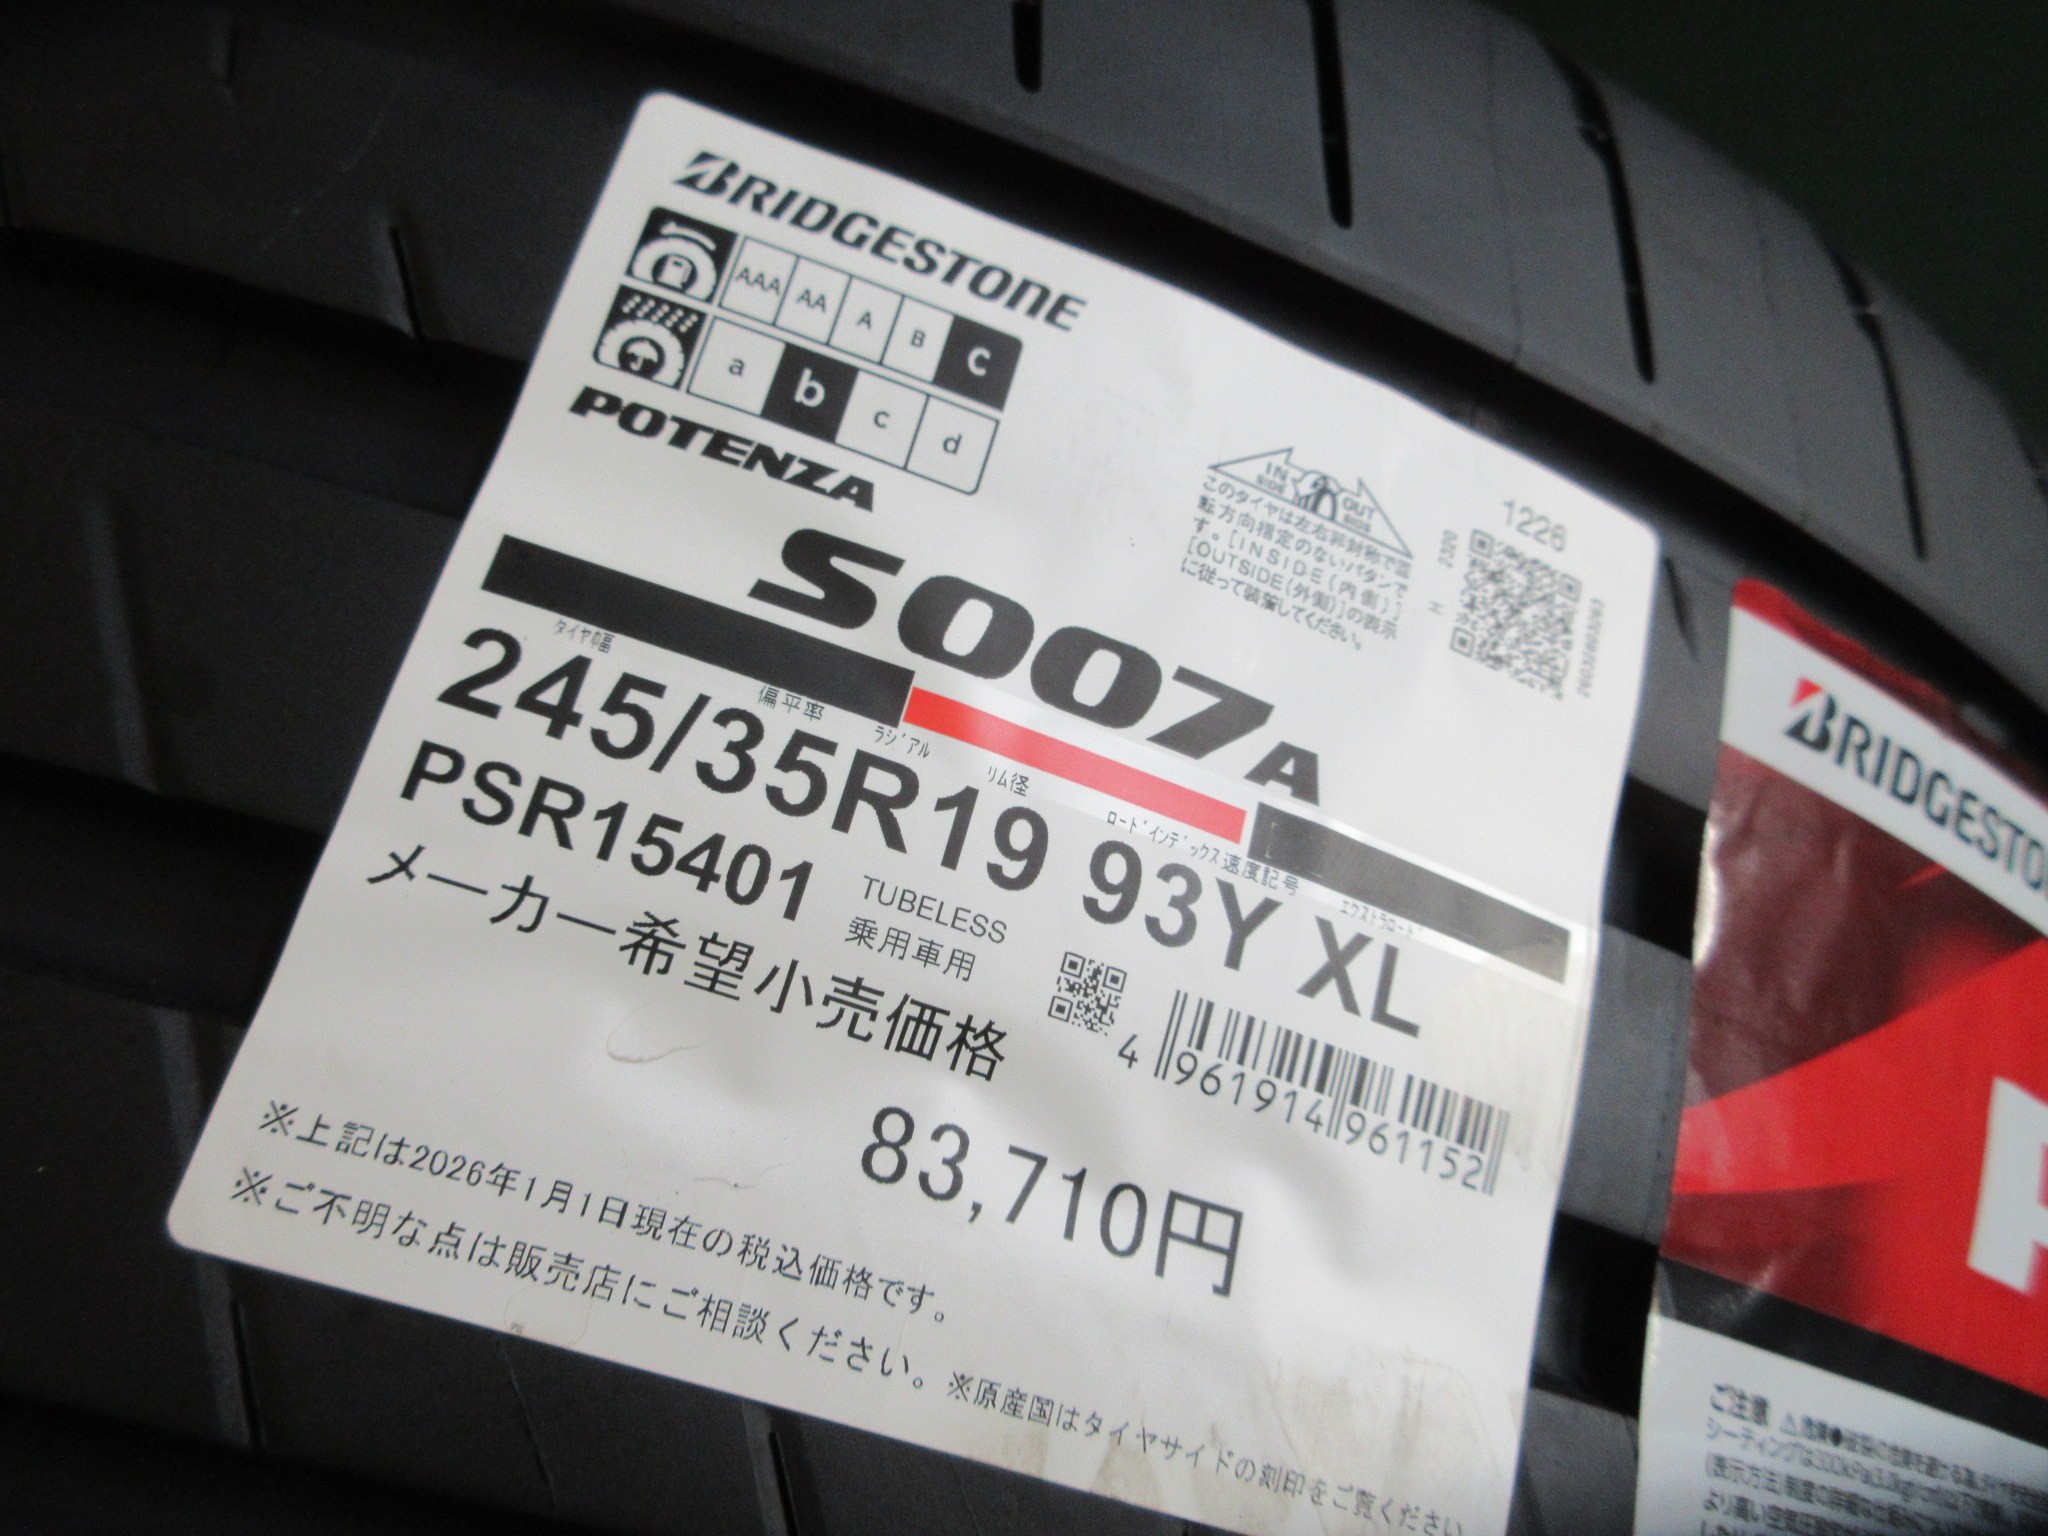 BRIDGESTONE
AAA AA A B C
a b c d
POTENZA
S007A
IN SIDE OUT SIDE
このタイヤは左右非対称で回
転方向指定のないパタンで
す。[INSIDE(内側)]
[OUTSIDE(外側)]の表示
に従って装着してください。
1226
2300
H
タイヤ幅 偏平率 ラジアル リム径 ロードインデックス 速度記号 エクストラロード
245/35R19 93Y XL
PSR15401
TUBELESS
乗用車用
メーカー希望小売価格
4 961914 961152
83,710円
※上記は2026年1月1日現在の税込価格です。
※ご不明な点は販売店にご相談ください。
※原産国はタイヤサイドの刻印をご覧ください
BRIDGESTO
ご注意